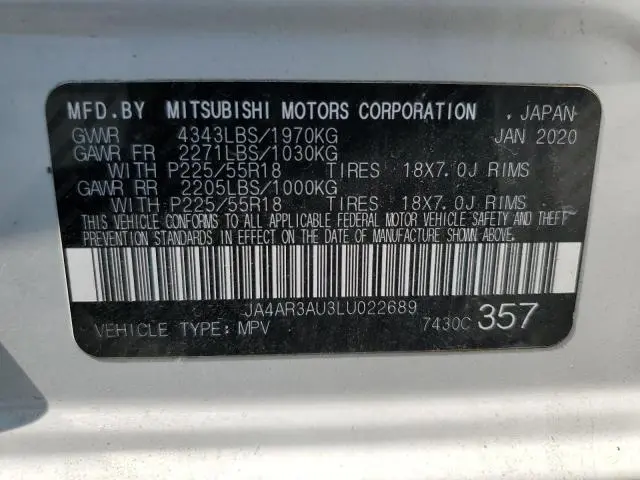 MFD.BY MITSUBISHI MOTORS CORPORATION , JAPAN
GVWR 4343LBS/1970KG JAN 2020
GAWR FR 2271LBS/1030KG
WITH P225/55R18 TIRES 18X7.0J RIMS
GAWR RR 2205LBS/1000KG
WITH P225/55R18 TIRES 18X7.0J RIMS
THIS VEHICLE CONFORMS TO ALL APPLICABLE FEDERAL MOTOR VEHICLE SAFETY AND THEFT
PREVENTION STANDARDS IN EFFECT ON THE DATE OF MANUFACTURE SHOWN ABOVE.
JA4AR3AU3LU022689
VEHICLE TYPE: MPV 7430C 357